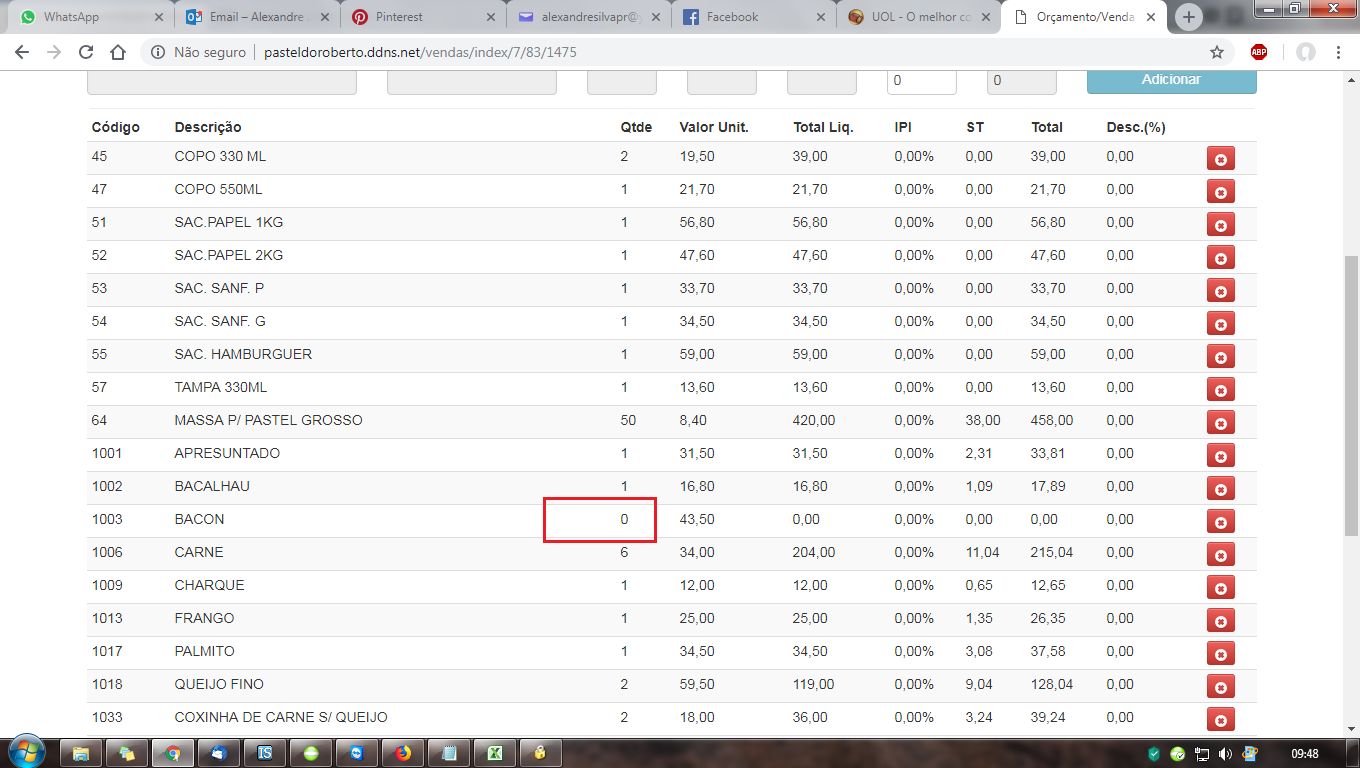 WhatsApp
Email – Alexandre
Pinterest
alexandresilvapr@
Facebook
UOL - O melhor co
Orçamento/Venda
Não seguro
pasteldoroberto.ddns.net/vendas/index/7/83/1475
ABP
0 0 Adicionar
Código Descrição Qtde Valor Unit. Total Liq. IPI ST Total Desc.(%)
45 COPO 330 ML 2 19,50 39,00 0,00% 0,00 39,00 0,00
47 COPO 550ML 1 21,70 21,70 0,00% 0,00 21,70 0,00
51 SAC.PAPEL 1KG 1 56,80 56,80 0,00% 0,00 56,80 0,00
52 SAC.PAPEL 2KG 1 47,60 47,60 0,00% 0,00 47,60 0,00
53 SAC. SANF. P 1 33,70 33,70 0,00% 0,00 33,70 0,00
54 SAC. SANF. G 1 34,50 34,50 0,00% 0,00 34,50 0,00
55 SAC. HAMBURGUER 1 59,00 59,00 0,00% 0,00 59,00 0,00
57 TAMPA 330ML 1 13,60 13,60 0,00% 0,00 13,60 0,00
64 MASSA P/ PASTEL GROSSO 50 8,40 420,00 0,00% 38,00 458,00 0,00
1001 APRESUNTADO 1 31,50 31,50 0,00% 2,31 33,81 0,00
1002 BACALHAU 1 16,80 16,80 0,00% 1,09 17,89 0,00
1003 BACON 0 43,50 0,00 0,00% 0,00 0,00 0,00
1006 CARNE 6 34,00 204,00 0,00% 11,04 215,04 0,00
1009 CHARQUE 1 12,00 12,00 0,00% 0,65 12,65 0,00
1013 FRANGO 1 25,00 25,00 0,00% 1,35 26,35 0,00
1017 PALMITO 1 34,50 34,50 0,00% 3,08 37,58 0,00
1018 QUEIJO FINO 2 59,50 119,00 0,00% 9,04 128,04 0,00
1033 COXINHA DE CARNE S/ QUEIJO 2 18,00 36,00 0,00% 3,24 39,24 0,00
09:48